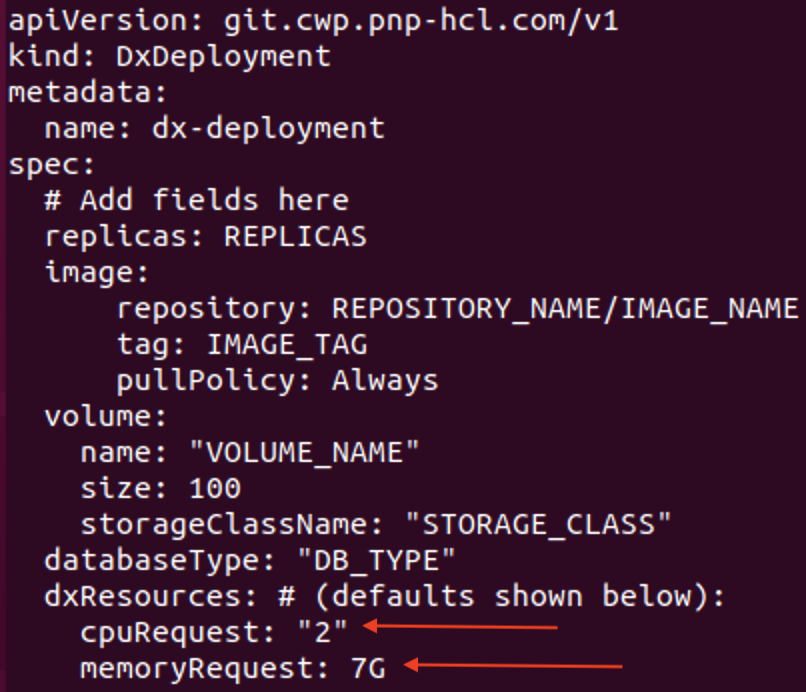 apiVersion: git.cwp.pnp-hcl.com/v1
kind: DxDeployment
metadata:
  name: dx-deployment
spec:
  # Add fields here
  replicas: REPLICAS
  image:
      repository: REPOSITORY_NAME/IMAGE_NAME
      tag: IMAGE_TAG
      pullPolicy: Always
  volume:
    name: "VOLUME_NAME"
    size: 100
    storageClassName: "STORAGE_CLASS"
  databaseType: "DB_TYPE"
  dxResources: # (defaults shown below):
    cpuRequest: "2"
    memoryRequest: 7G